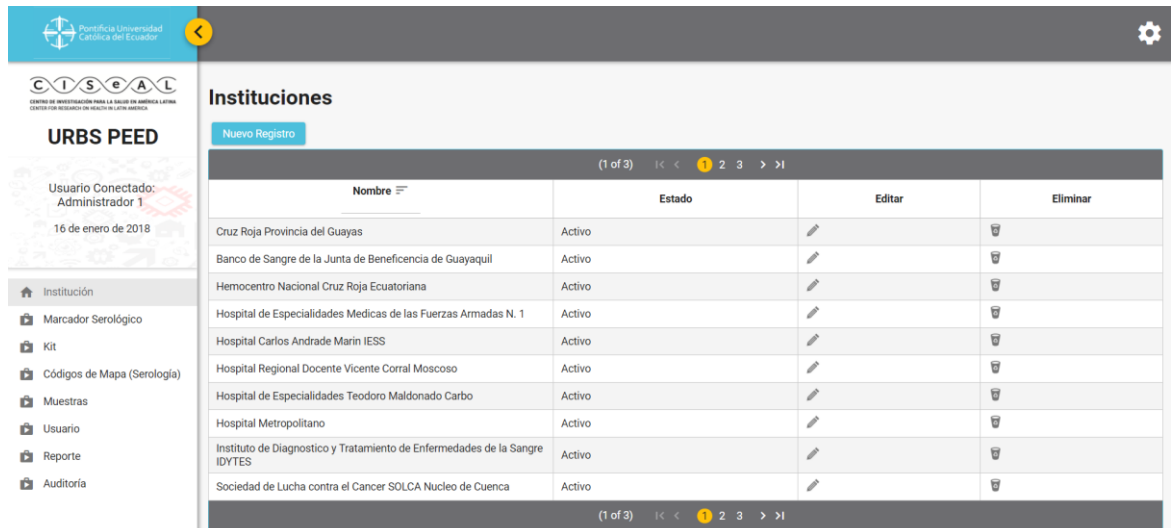 Pontificia Universidad
Católica del Ecuador
CISeAL
CENTRO DE INVESTIGACIÓN PARA LA SALUD EN AMÉRICA LATINA
CENTER FOR RESEARCH ON HEALTH IN LATIN AMERICA
URBS PEED
Usuario Conectado:
Administrador 1
16 de enero de 2018
Institución
Marcador Serológico
Kit
Códigos de Mapa (Serología)
Muestras
Usuario
Reporte
Auditoría
Instituciones
Nuevo Registro
(1 of 3) 1 2 3
Nombre Estado Editar Eliminar
Cruz Roja Provincia del Guayas Activo
Banco de Sangre de la Junta de Beneficencia de Guayaquil Activo
Hemocentro Nacional Cruz Roja Ecuatoriana Activo
Hospital de Especialidades Medicas de las Fuerzas Armadas N. 1 Activo
Hospital Carlos Andrade Marin IESS Activo
Hospital Regional Docente Vicente Corral Moscoso Activo
Hospital de Especialidades Teodoro Maldonado Carbo Activo
Hospital Metropolitano Activo
Instituto de Diagnostico y Tratamiento de Enfermedades de la Sangre
IDYTES Activo
Sociedad de Lucha contra el Cancer SOLCA Nucleo de Cuenca Activo
(1 of 3) 1 2 3